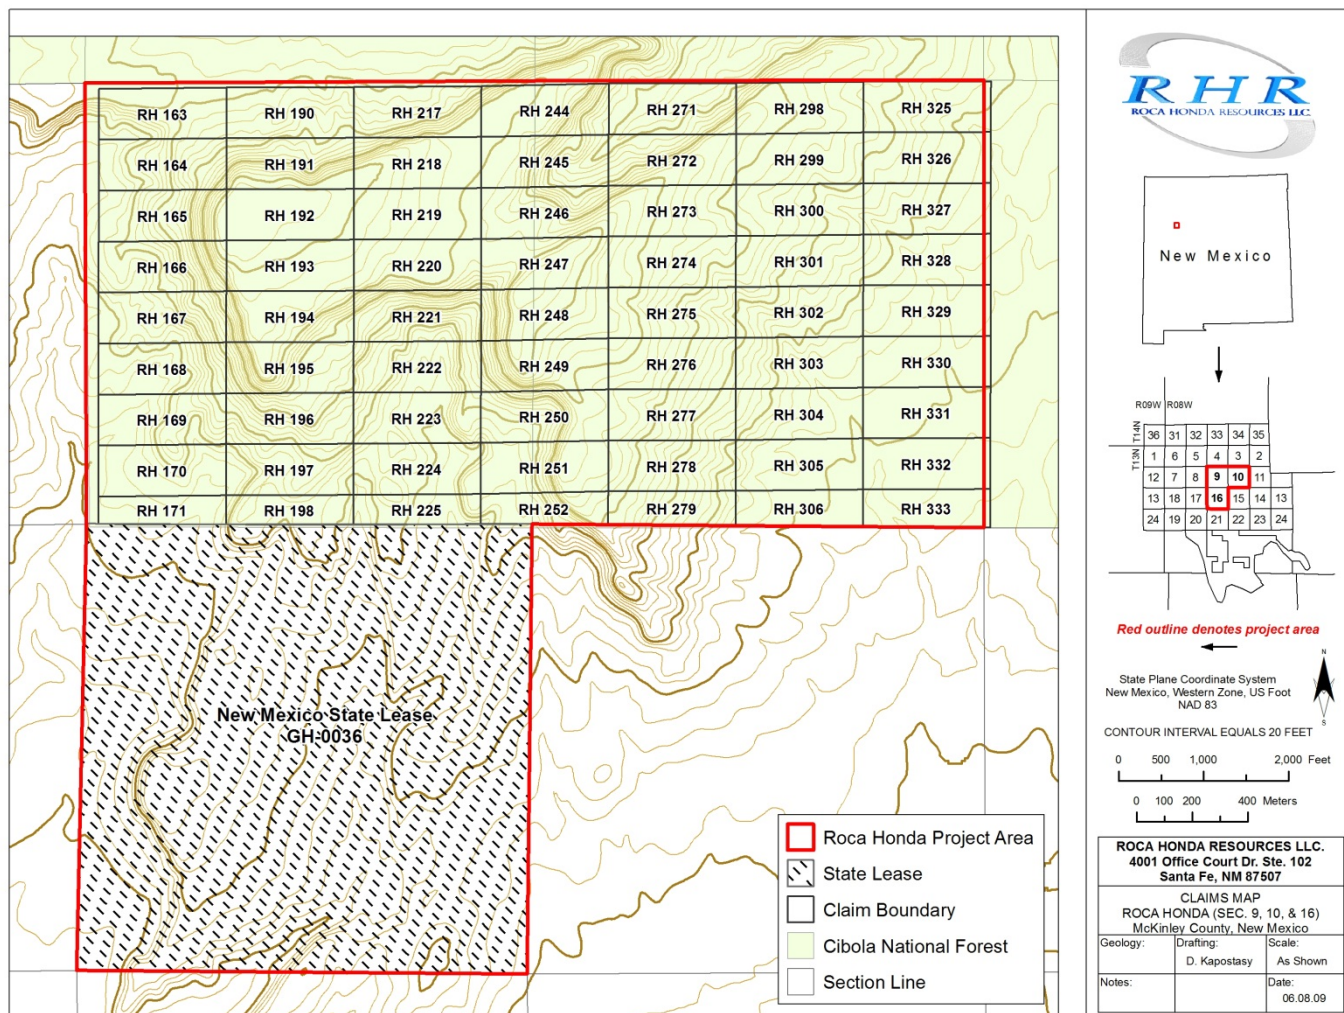 RH 163 RH 190 RH 217 RH 244 RH 271 RH 298 RH 325
RH 164 RH 191 RH 218 RH 245 RH 272 RH 299 RH 326
RH 165 RH 192 RH 219 RH 246 RH 273 RH 300 RH 327
RH 166 RH 193 RH 220 RH 247 RH 274 RH 301 RH 328
RH 167 RH 194 RH 221 RH 248 RH 275 RH 302 RH 329
RH 168 RH 195 RH 222 RH 249 RH 276 RH 303 RH 330
RH 169 RH 196 RH 223 RH 250 RH 277 RH 304 RH 331
RH 170 RH 197 RH 224 RH 251 RH 278 RH 305 RH 332
RH 171 RH 198 RH 225 RH 252 RH 279 RH 306 RH 333
New Mexico State Lease
GH-0036
Roca Honda Project Area
State Lease
Claim Boundary
Cibola National Forest
Section Line
RHR
ROCA HONDA RESOURCES LLC.
New Mexico
R09W R08W
T14N
T13N
36 31 32 33 34 35
1 6 5 4 3 2
12 7 8 9 10 11
13 18 17 16 15 14 13
24 19 20 21 22 23 24
Red outline denotes project area
N
S
State Plane Coordinate System
New Mexico, Western Zone, US Foot
NAD 83
CONTOUR INTERVAL EQUALS 20 FEET
0 500 1,000 2,000 Feet
0 100 200 400 Meters
ROCA HONDA RESOURCES LLC.
4001 Office Court Dr. Ste. 102
Santa Fe, NM 87507
CLAIMS MAP
ROCA HONDA (SEC. 9, 10, & 16)
McKinley County, New Mexico
Geology: Drafting: Scale:
D. Kapostasy As Shown
Notes: Date:
06.08.09